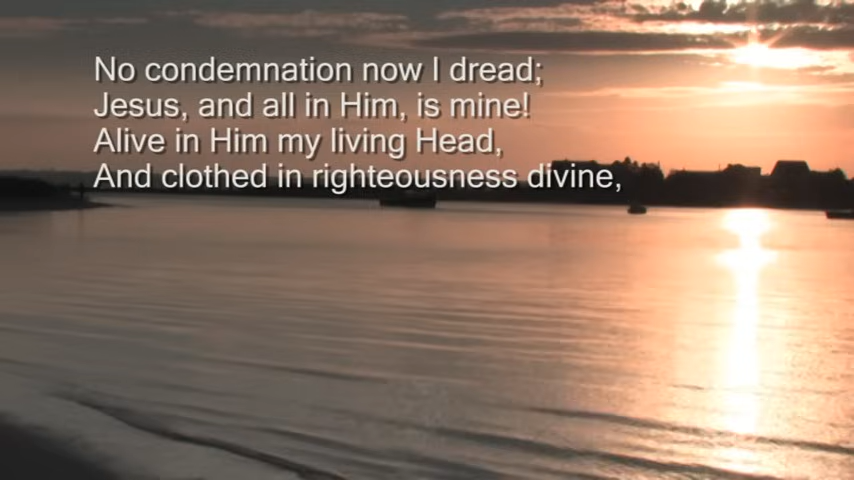 No condemnation now I dread;
Jesus, and all in Him, is mine!
Alive in Him my living Head,
And clothed in righteousness divine,